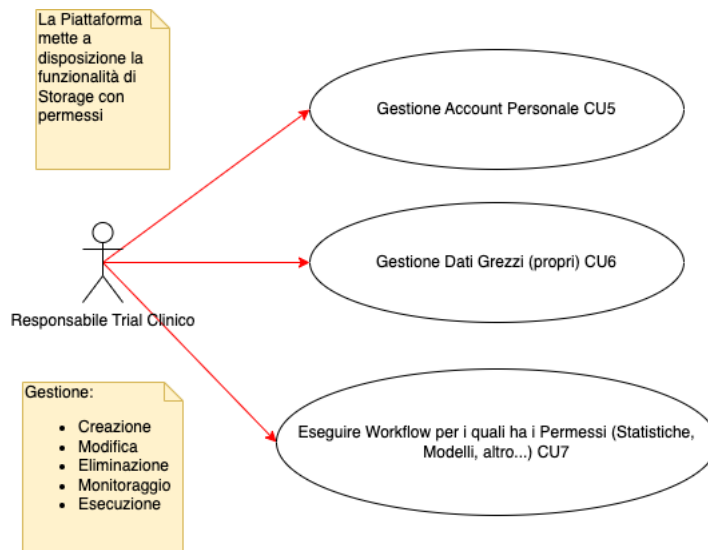 La Piattaforma
mette a
disposizione la
funzionalità di
Storage con
permessi
Gestione Account Personale CU5
Gestione Dati Grezzi (propri) CU6
Responsabile Trial Clinico
Gestione:
• Creazione
• Modifica
• Eliminazione
• Monitoraggio
• Esecuzione
Eseguire Workflow per i quali ha i Permessi (Statistiche,
Modelli, altro...) CU7